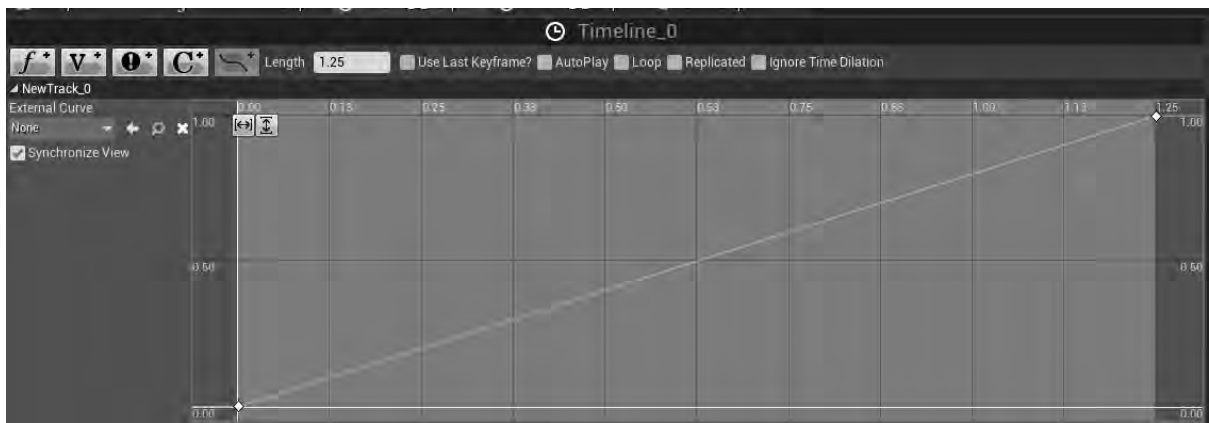 Timeline_0
f+ V+ !+ C+ + Length 1.25 Use Last Keyframe? AutoPlay Loop Replicated Ignore Time Dilation
NewTrack_0
External Curve 0.00 0.13 0.25 0.38 0.50 0.63 0.75 0.88 1.00 1.13 1.25
None 1.00 1.00
Synchronize View
0.50 0.50
0.00 0.00